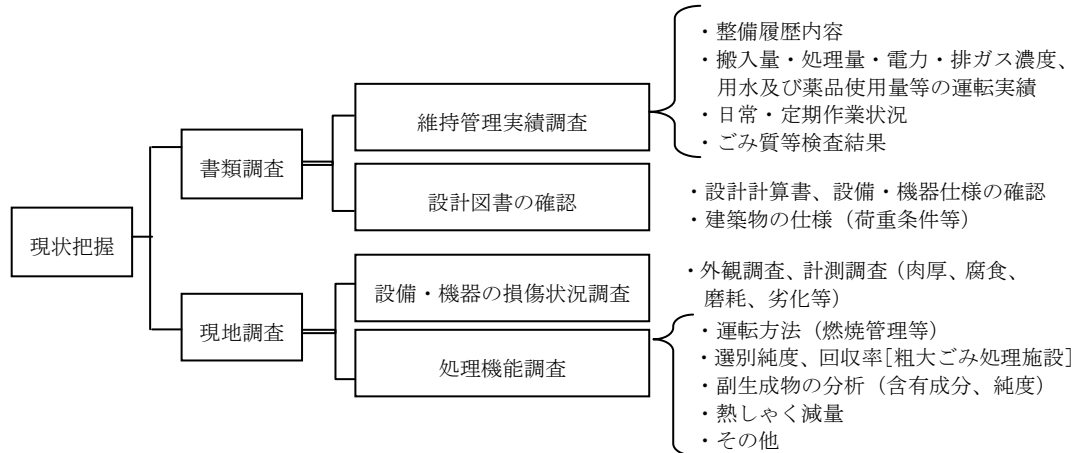 現状把握
書類調査
維持管理実績調査
・整備履歴内容
・搬入量・処理量・電力・排ガス濃度、
用水及び薬品使用量等の運転実績
・日常・定期作業状況
・ごみ質等検査結果
設計図書の確認
・設計計算書、設備・機器仕様の確認
・建築物の仕様（荷重条件等）
現地調査
設備・機器の損傷状況調査
・外観調査、計測調査（肉厚、腐食、
磨耗、劣化等）
処理機能調査
・運転方法（燃焼管理等）
・選別純度、回収率[粗大ごみ処理施設]
・副生成物の分析（含有成分、純度）
・熱しゃく減量
・その他